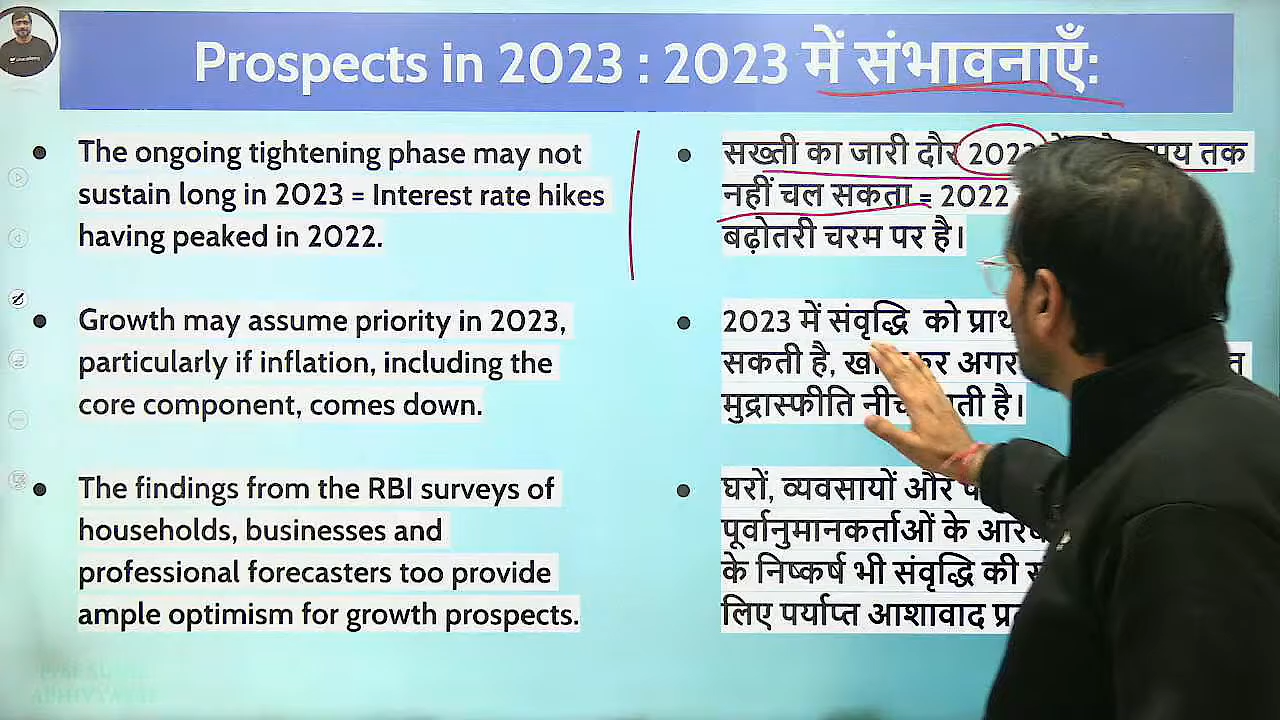 Prospects in 2023 : 2023 में संभावनाएँ:
The ongoing tightening phase may not
sustain long in 2023 = Interest rate hikes
having peaked in 2022.
Growth may assume priority in 2023,
particularly if inflation, including the
core component, comes down.
The findings from the RBI surveys of
households, businesses and
professional forecasters too provide
ample optimism for growth prospects.
सख्ती का जारी दौर 2023 तक
नहीं चल सकता = 2022
बढ़ोतरी चरम पर है।
2023 में संवृद्धि को
सकती है, अगर
मुद्रास्फीति है।
घरों, व्यवसायों और
पूर्वानुमानकर्ताओं के
के निष्कर्ष भी संवृद्धि की
लिए पर्याप्त आशावाद